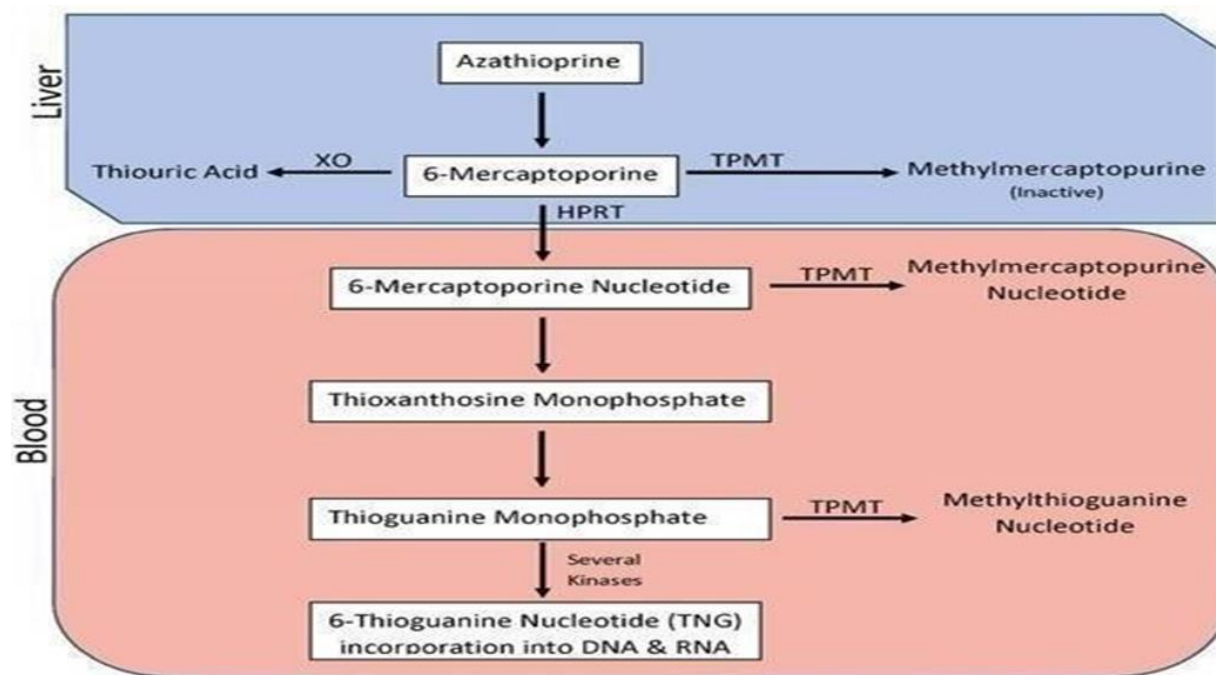 Liver
Azathioprine
XO
TPMT
Thiouric Acid
6-Mercaptoporine
Methylmercaptopurine
(Inactive)
HPRT
Blood
6-Mercaptoporine Nucleotide
TPMT
Methylmercaptopurine
Nucleotide
Thioxanthosine Monophosphate
Thioguanine Monophosphate
TPMT
Methylthioguanine
Nucleotide
Several
Kinases
6-Thioguanine Nucleotide (TNG)
incorporation into DNA & RNA